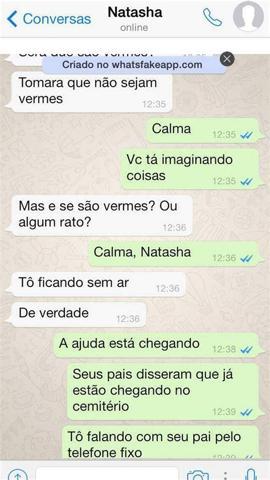 Conversas
Natasha
online
Criado no whatsfakeapp.com
Tomara que não sejam
vermes
12:35
Calma
12:35
Vc tá imaginando
coisas
12:35
Mas e se são vermes? Ou
algum rato?
12:36
Calma, Natasha
12:36
Tô ficando sem ar
12:36
De verdade
12:36
A ajuda está chegando
12:38
Seus pais disseram que já
estão chegando no
cemitério
12:39
Tô falando com seu pai pelo
telefone fixo